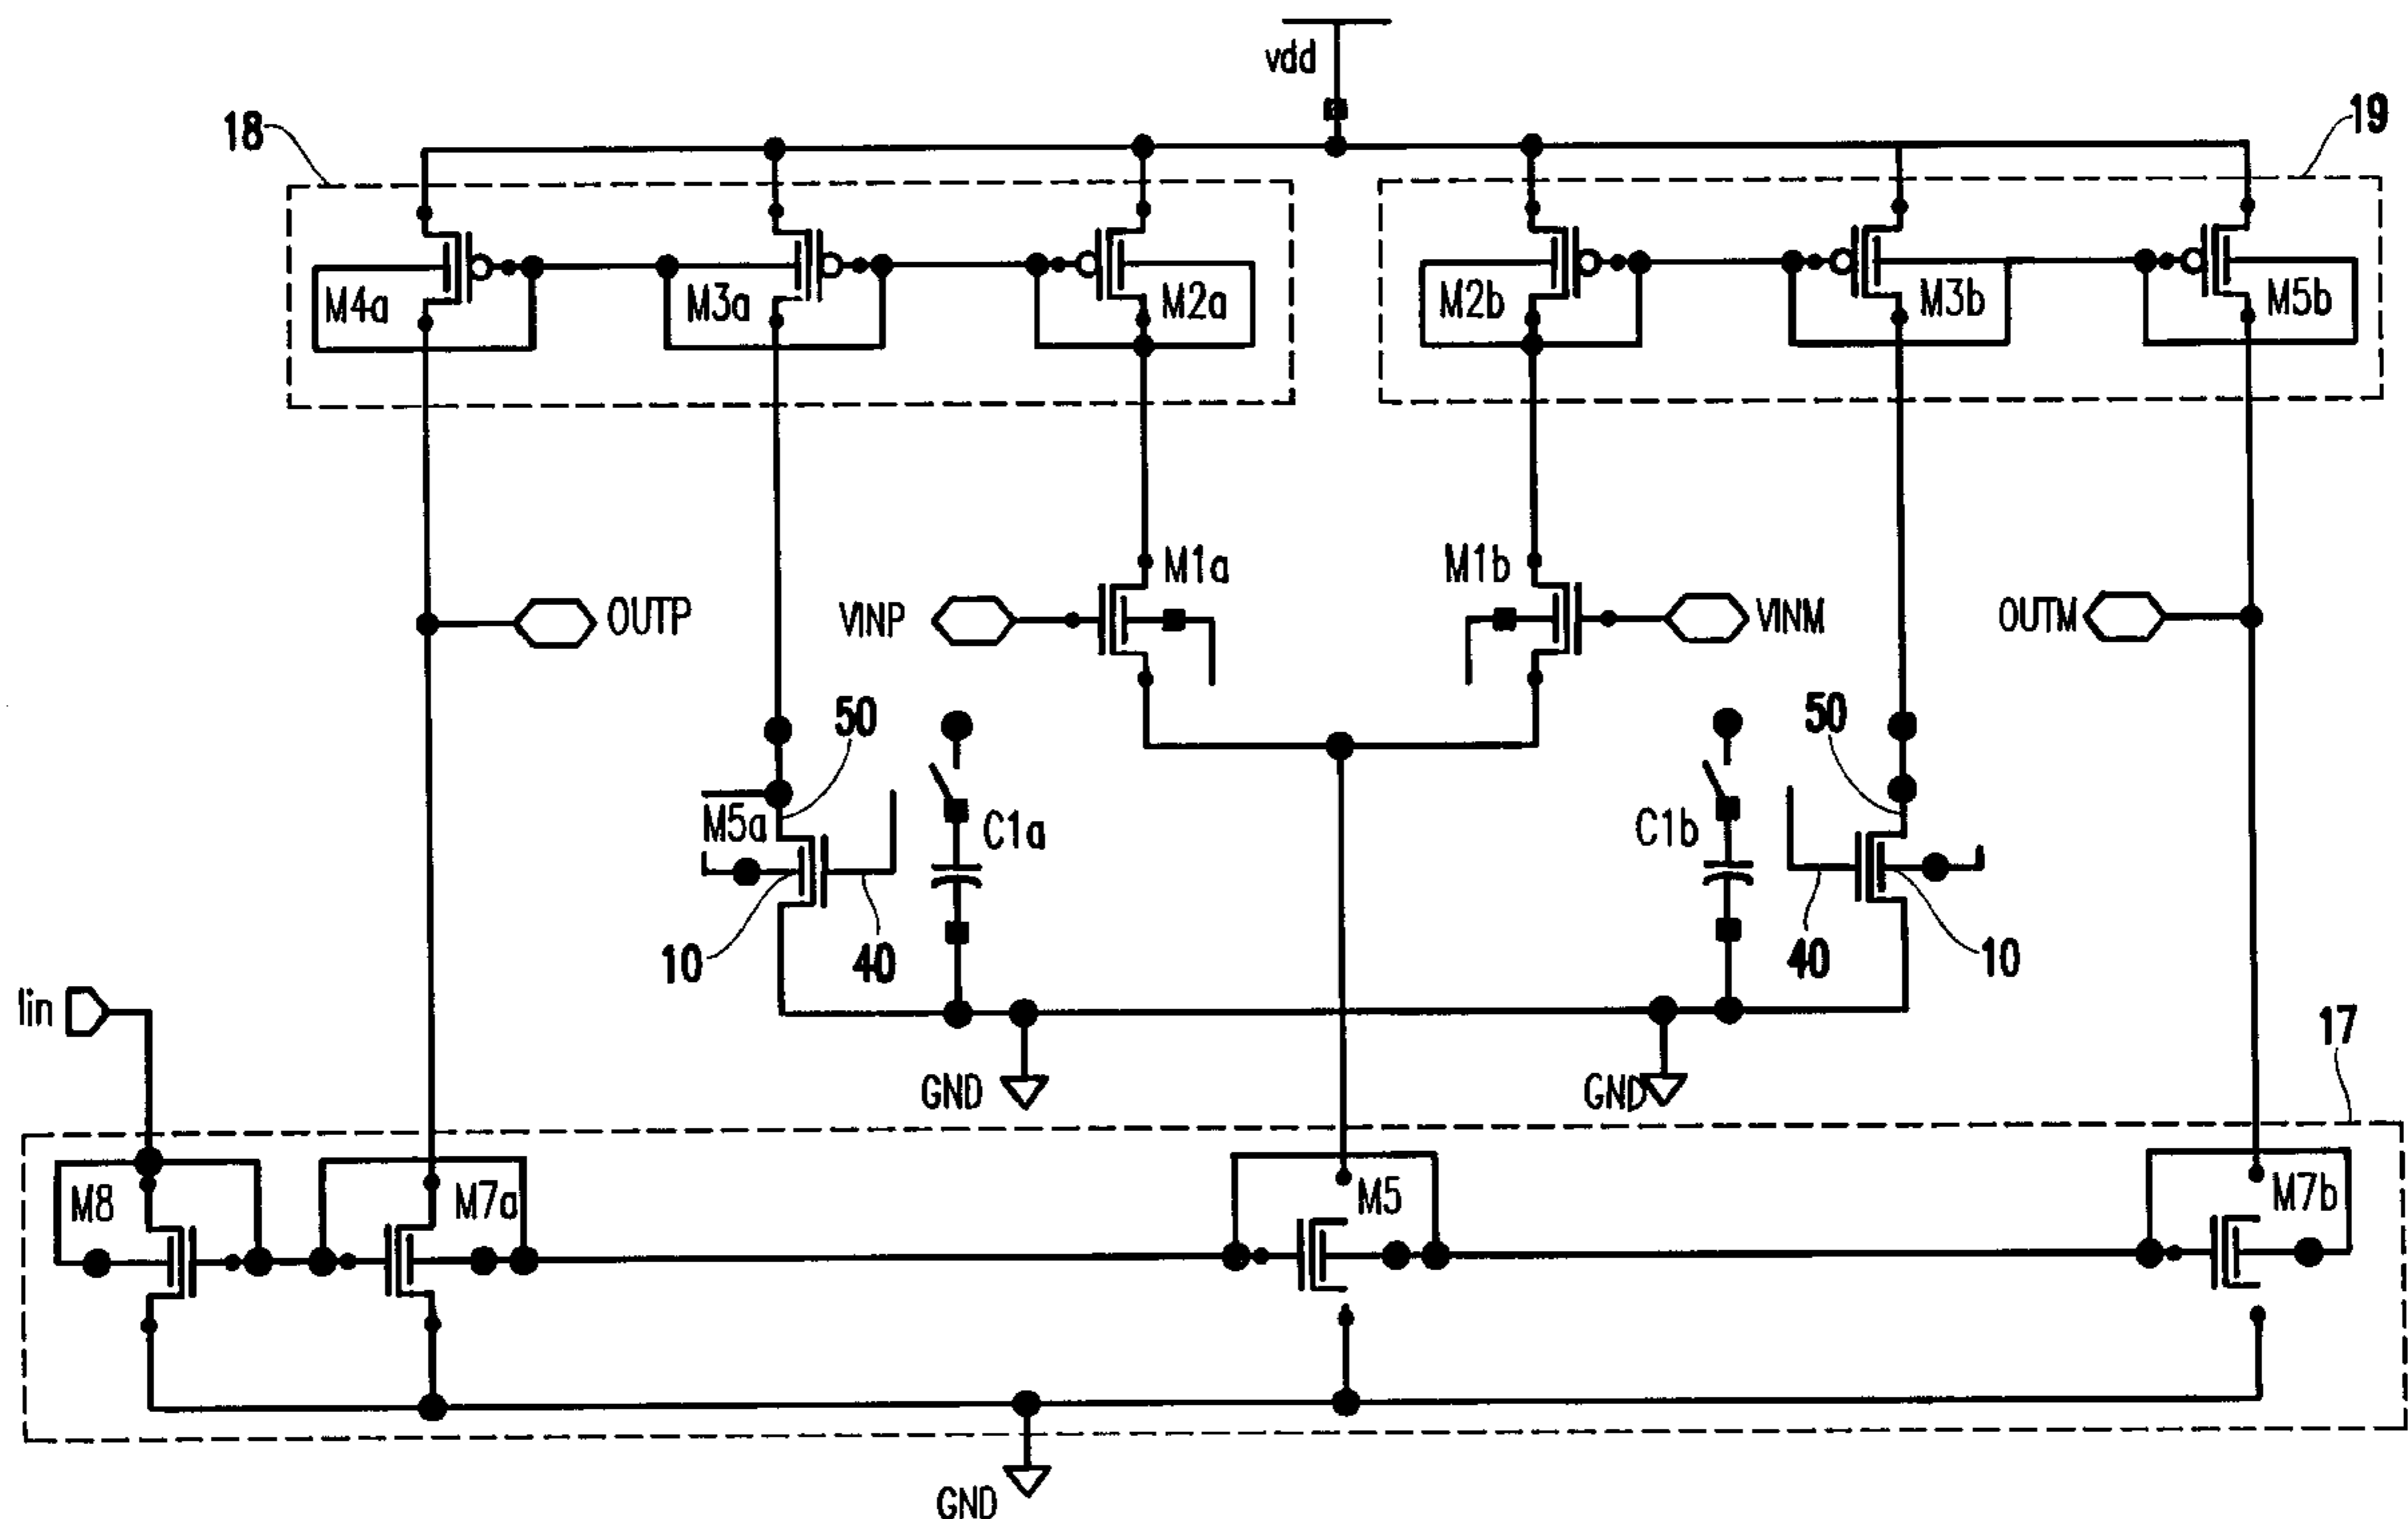 vdd
18
19
M4a
M3a
M2a
M2b
M3b
M5b
M1a
M1b
OUTP
VINP
VINM
OUTM
50
50
M5a
C1a
C1b
10
40
40
10
Iin
17
GND
GND
M8
M7a
M5
M7b
GND